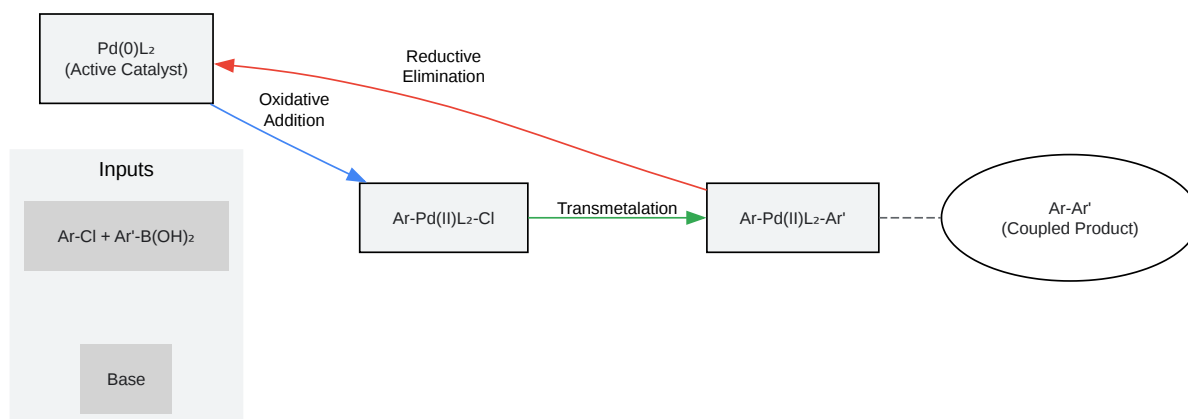 Pd(0)L₂
(Active Catalyst)
Reductive
Elimination
Oxidative
Addition
Inputs
Ar-Cl + Ar'-B(OH)₂
Ar-Pd(II)L₂-Cl
Transmetalation
Ar-Pd(II)L₂-Ar'
Ar-Ar'
(Coupled Product)
Base